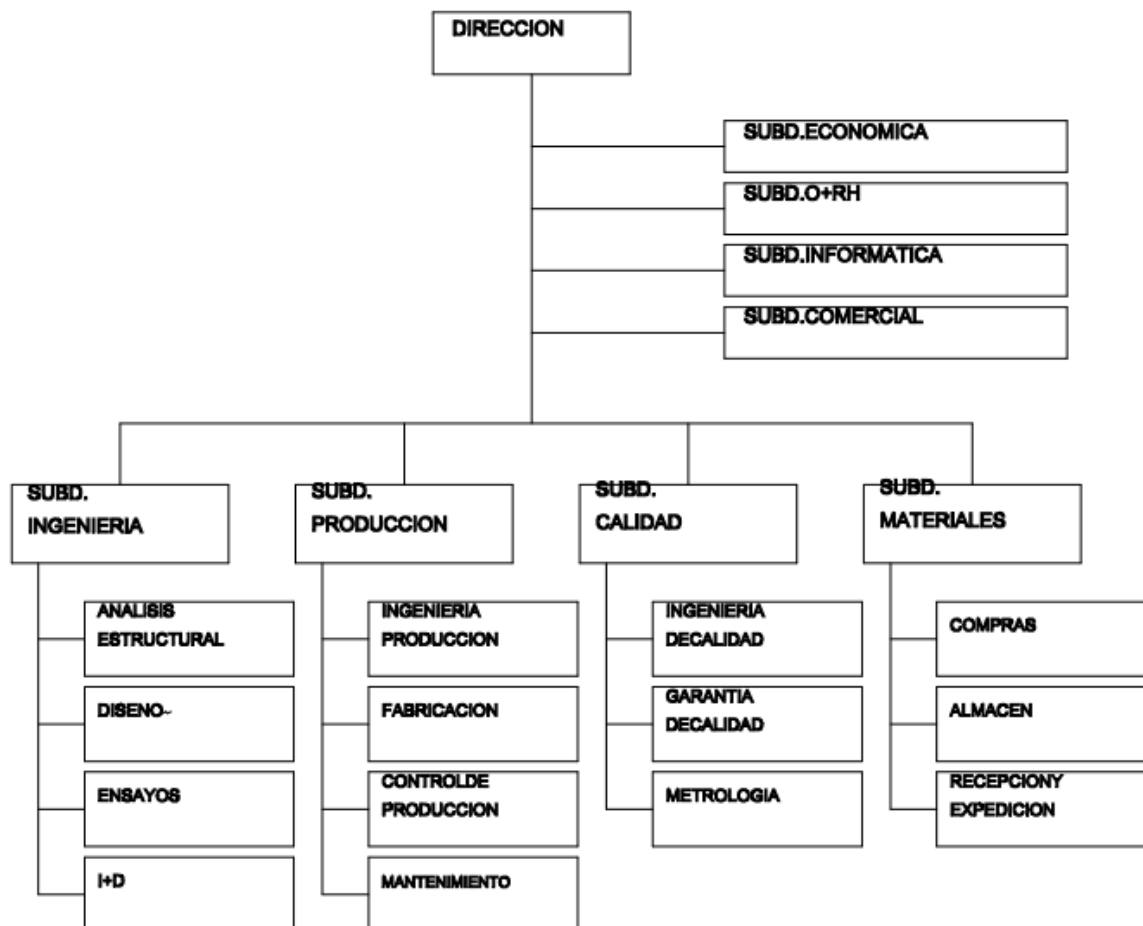 DIRECCION
SUBD.ECONOMICA
SUBD.O+RH
SUBD.INFORMATICA
SUBD.COMERCIAL
SUBD.
INGENIERIA
SUBD.
PRODUCCION
SUBD.
CALIDAD
SUBD.
MATERIALES
ANALISIS
ESTRUCTURAL
INGENIERIA
PRODUCCION
INGENIERIA
DECALIDAD
COMPRAS
DISENO~
FABRICACION
GARANTIA
DECALIDAD
ALMACEN
ENSAYOS
CONTROLDE
PRODUCCION
METROLOGIA
RECEPCIONY
EXPEDICION
I+D
MANTENIMIENTO